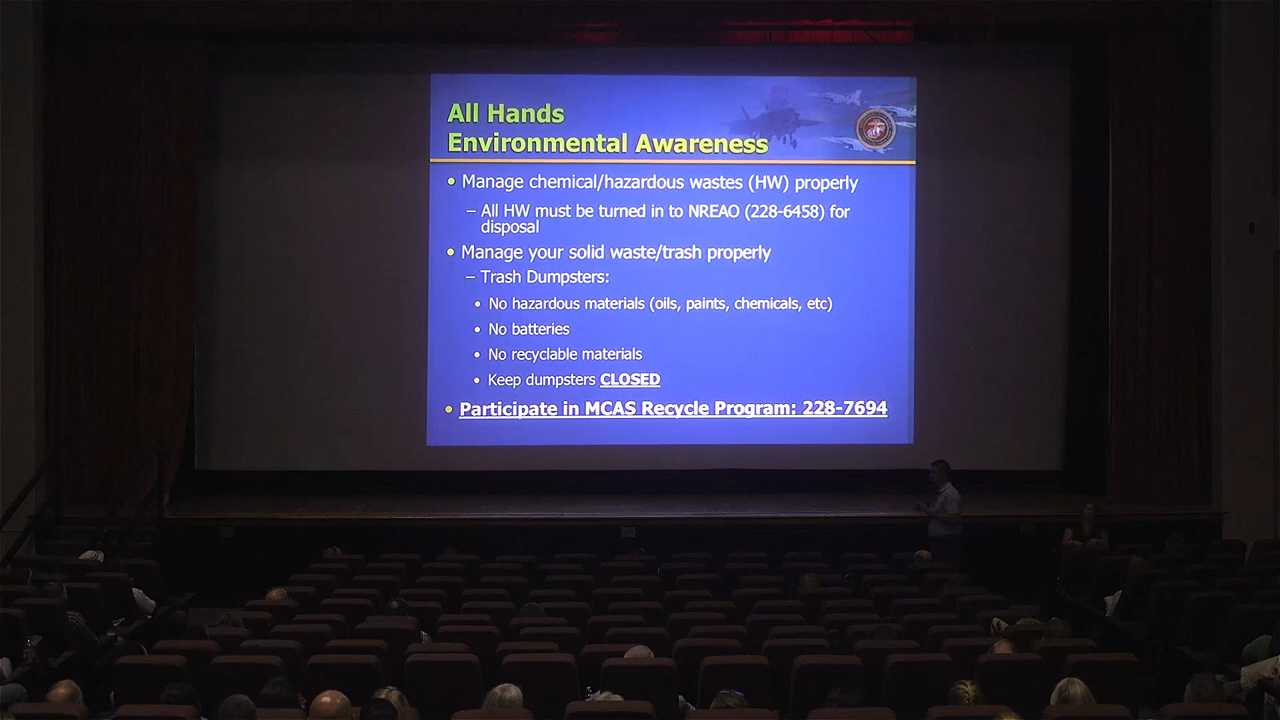 All Hands
Environmental Awareness
• Manage chemical/hazardous wastes (HW) properly
– All HW must be turned in to NREAO (228-6458) for
disposal
• Manage your solid waste/trash properly
– Trash Dumpsters:
• No hazardous materials (oils, paints, chemicals, etc)
• No batteries
• No recyclable materials
• Keep dumpsters CLOSED
• Participate in MCAS Recycle Program: 228-7694